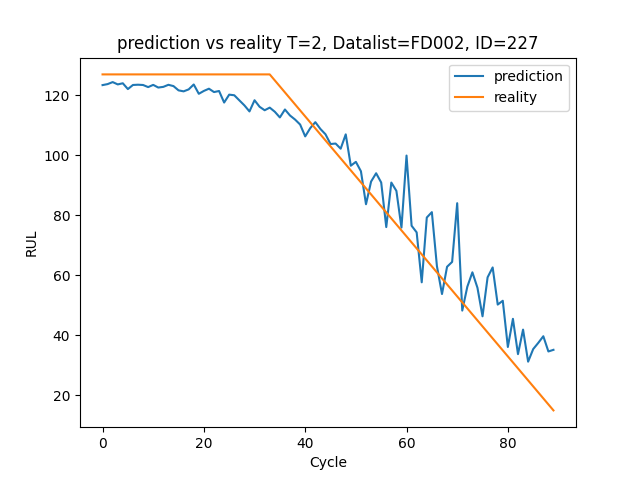 prediction vs reality T=2, Datalist=FD002, ID=227
prediction
reality
120
100
80
60
40
20
RUL
0
20
40
60
80
Cycle